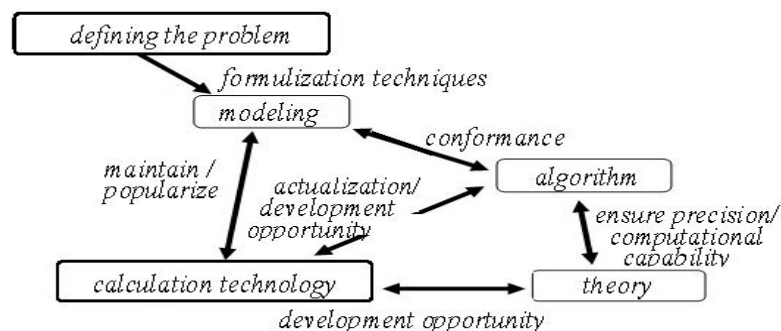 defining the problem
formulization techniques
modeling
conformance
maintain /
popularize
actualization/
development
opportunity
algorithm
ensure precision/
computational
capability
calculation technology
theory
development opportunity